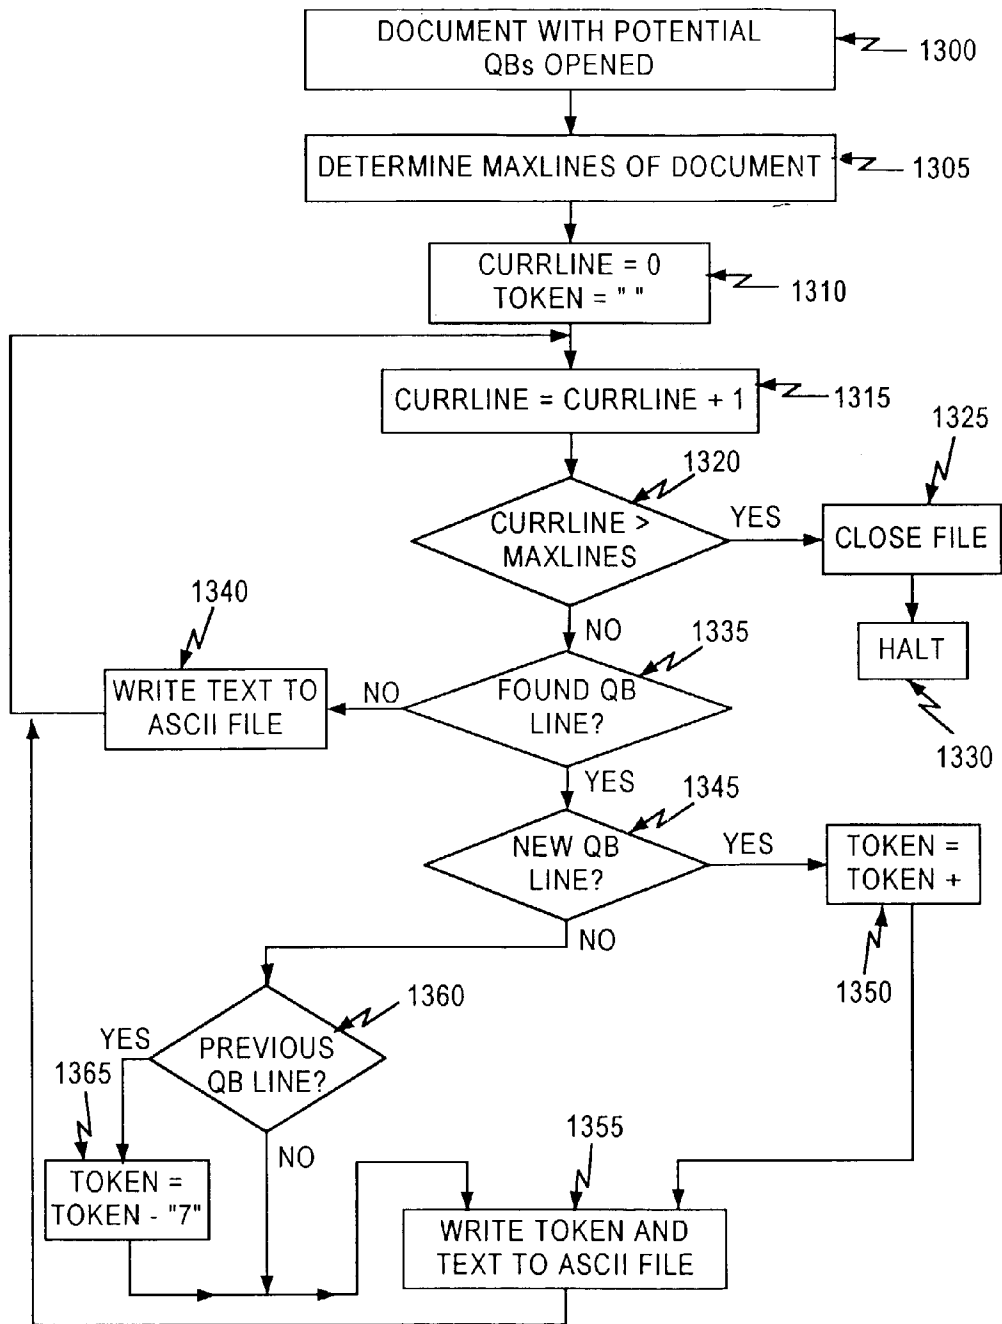 DOCUMENT WITH POTENTIAL
QBs OPENED
1300
DETERMINE MAXLINES OF DOCUMENT
1305
CURRLINE = 0
TOKEN = " "
1310
CURRLINE = CURRLINE + 1
1315
1320
CURRLINE >
MAXLINES
YES
1325
CLOSE FILE
NO
HALT
1330
1335
FOUND QB
LINE?
NO
1340
WRITE TEXT TO
ASCII FILE
YES
1345
NEW QB
LINE?
YES
TOKEN =
TOKEN +
1350
NO
1360
PREVIOUS
QB LINE?
YES
1365
TOKEN =
TOKEN - "7"
NO
1355
WRITE TOKEN AND
TEXT TO ASCII FILE